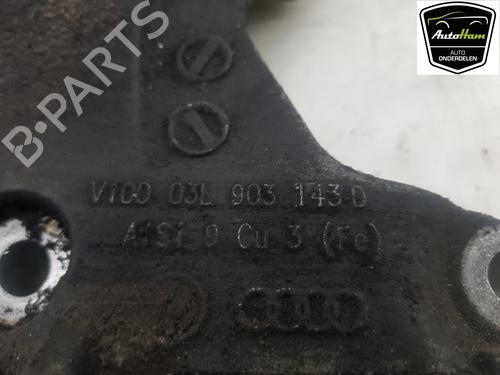 AutoHam
AUTO
ONDERDELEN
B-PARTS
V100 03L 903 143 D
AlSi 9 Cu 3 (Fe)